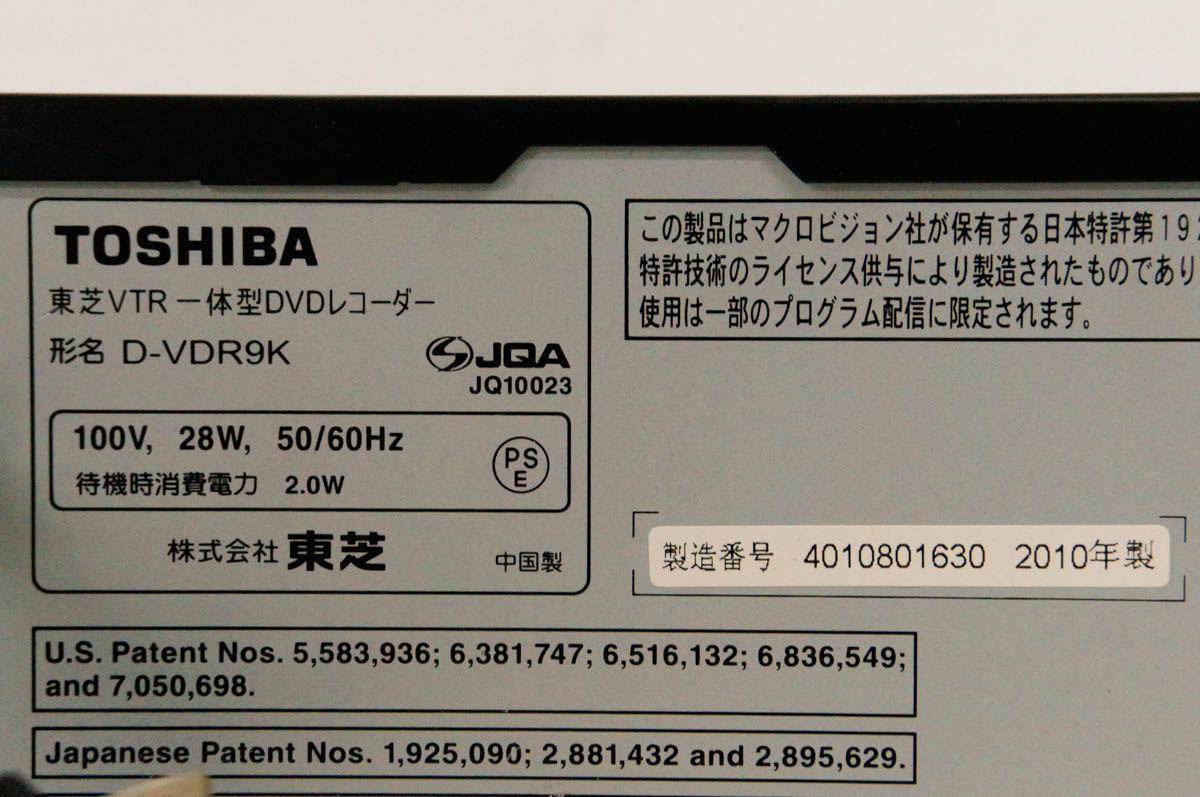 TOSHIBA
東芝VTR一体型DVDレコーダー
形名 D-VDR9K
JQA
JQ10023
100V, 28W, 50/60Hz
待機時消費電力 2.0W
PS
E
株式会社 東芝
中国製
この製品はマクロビジョン社が保有する日本特許第19
特許技術のライセンス供与により製造されたものであり
使用は一部のプログラム配信に限定されます。
製造番号 4010801630 2010年製
U.S. Patent Nos. 5,583,936; 6,381,747; 6,516,132; 6,836,549;
and 7,050,698.
Japanese Patent Nos. 1,925,090; 2,881,432 and 2,895,629.